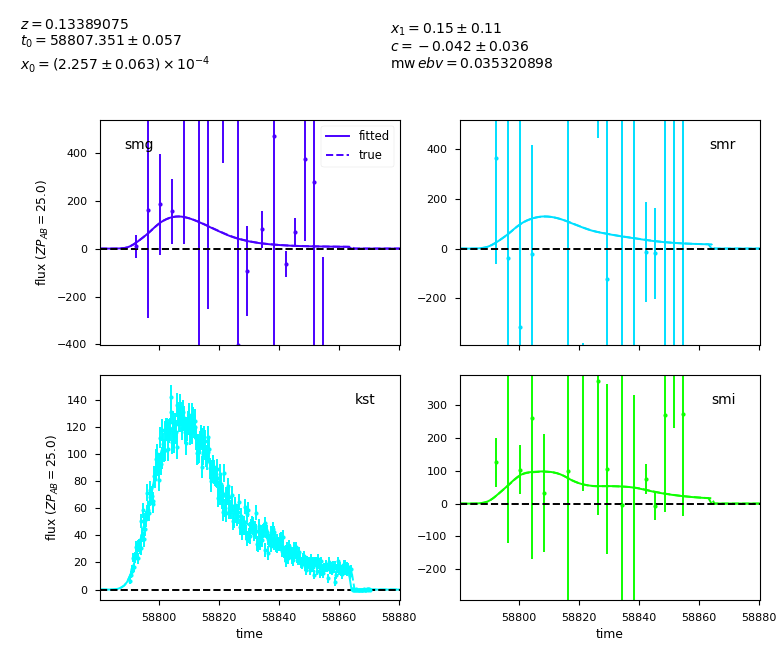 z = 0.13389075
t₀ = 58807.351 ± 0.057
x₀ = (2.257 ± 0.063) × 10⁻⁴
x₁ = 0.15 ± 0.11
c = −0.042 ± 0.036
mw ebv = 0.035320898
smg
fitted
true
400
200
0
−200
−400
flux (ZP_AB = 25.0)
smr
400
200
0
−200
kst
140
120
100
80
60
40
20
0
flux (ZP_AB = 25.0)
58800 58820 58840 58860 58880
time
smi
300
200
100
0
−100
−200
58800 58820 58840 58860 58880
time